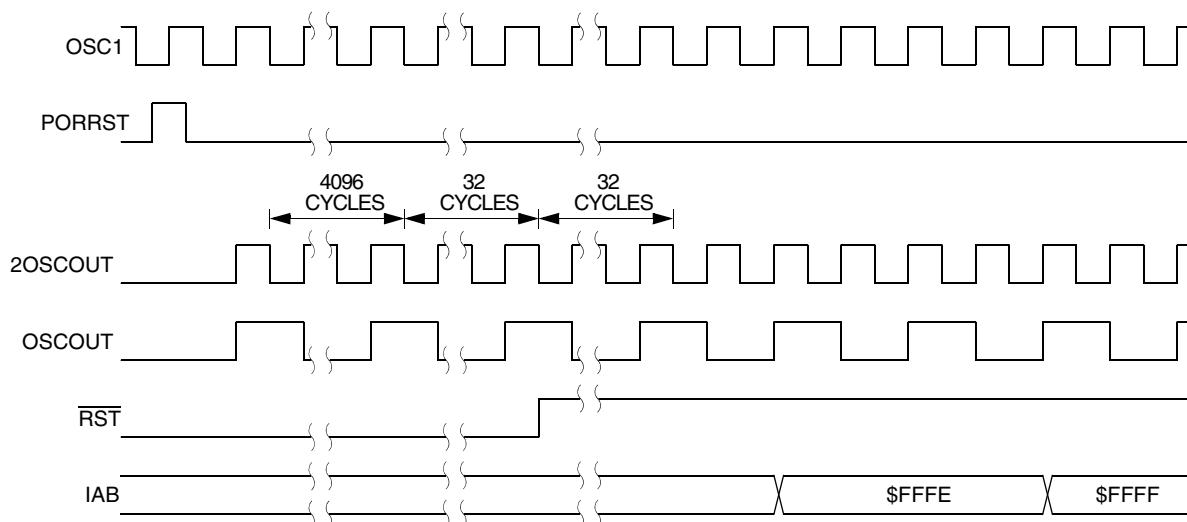 OSC1
PORRST
4096
CYCLES
32
CYCLES
32
CYCLES
2OSCOUT
OSCOUT
RST
IAB
$FFFE
$FFFF